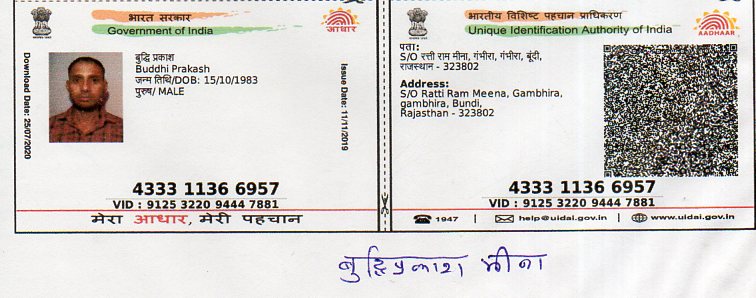 भारत सरकार
Government of India
आधार
Download Date: 25/07/2020
बुद्धि प्रकाश
Buddhi Prakash
जन्म तिथि/DOB: 15/10/1983
पुरुष/ MALE
Issue Date: 11/11/2019
4333 1136 6957
VID : 9125 3220 9444 7881
मेरा आधार, मेरी पहचान
भारतीय विशिष्ट पहचान प्राधिकरण
Unique Identification Authority of India
AADHAAR
पता:
S/O रत्ती राम मीना, गंभीरा, गंभीरा, बूंदी,
राजस्थान - 323802
Address:
S/O Ratti Ram Meena, Gambhira,
gambhira, Bundi,
Rajasthan - 323802
4333 1136 6957
VID : 9125 3220 9444 7881
1947 | help@uidai.gov.in | www.uidai.gov.in
बुद्धिप्रकाश मीना